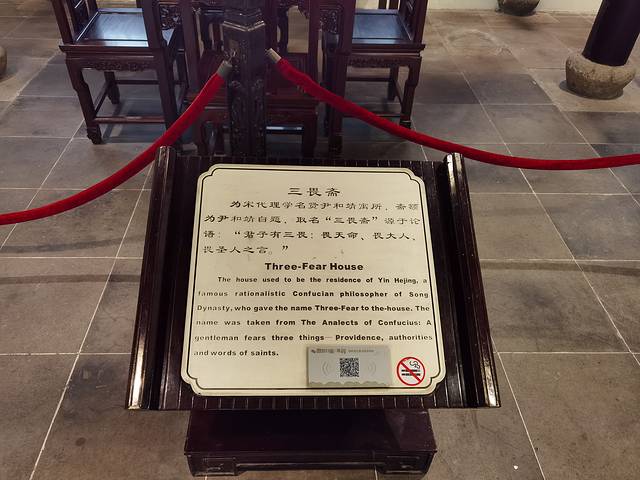 三畏斋
为宋代理学名贤尹和靖寓所，斋额
为尹和靖自题，取名“三畏斋”源于论
语：“君子有三畏：畏天命、畏大人、
畏圣人之言。”
Three-Fear House
The house used to be the residence of Yin Hejing, a
famous rationalistic Confucian philosopher of Song
Dynasty, who gave the name Three-Fear to the-house. The
name was taken from The Analects of Confucius: A
gentleman fears three things— Providence, authorities
and words of saints.